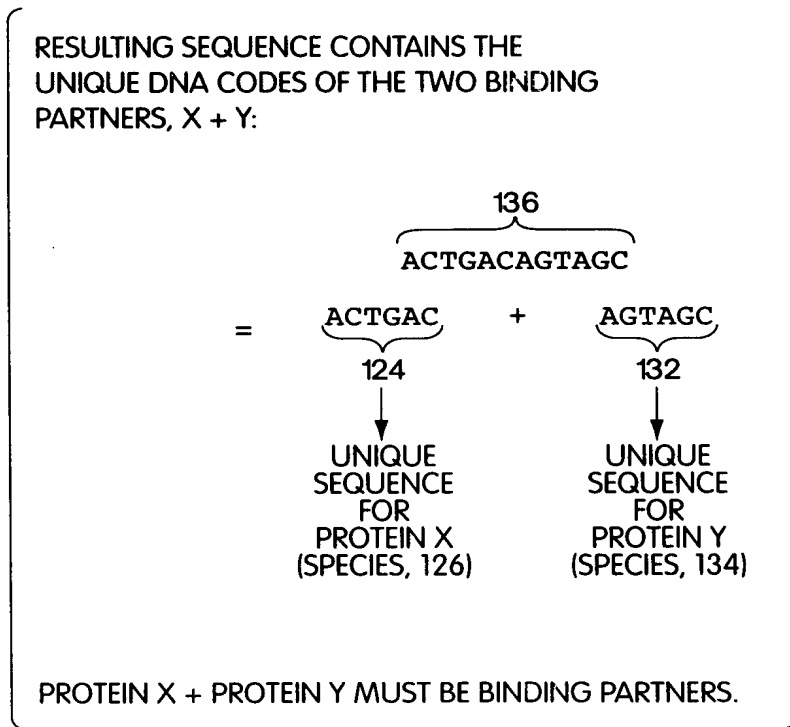 RESULTING SEQUENCE CONTAINS THE
UNIQUE DNA CODES OF THE TWO BINDING
PARTNERS, X + Y:
136
ACTGACAGTAGC
= ACTGAC + AGTAGC
124 132
UNIQUE UNIQUE
SEQUENCE SEQUENCE
FOR FOR
PROTEIN X PROTEIN Y
(SPECIES, 126) (SPECIES, 134)
PROTEIN X + PROTEIN Y MUST BE BINDING PARTNERS.